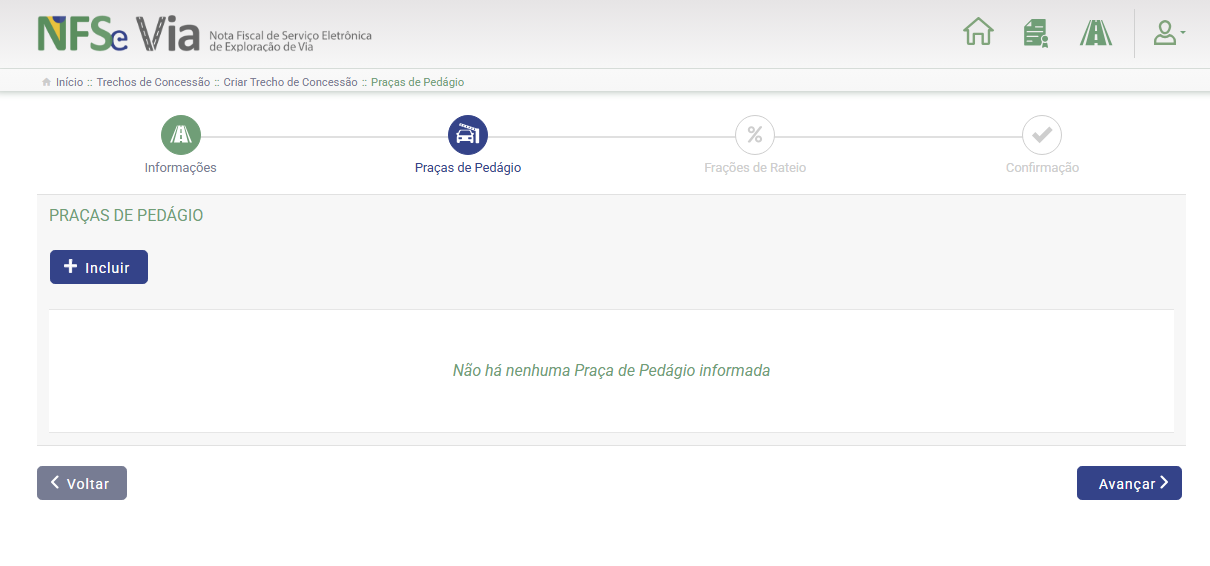 NFSe Via Nota Fiscal de Serviço Eletrônica
de Exploração de Via
Início :: Trechos de Concessão :: Criar Trecho de Concessão :: Praças de Pedágio
%
Informações Praças de Pedágio Frações de Rateio Confirmação
PRAÇAS DE PEDÁGIO
Incluir
Não há nenhuma Praça de Pedágio informada
Voltar Avançar